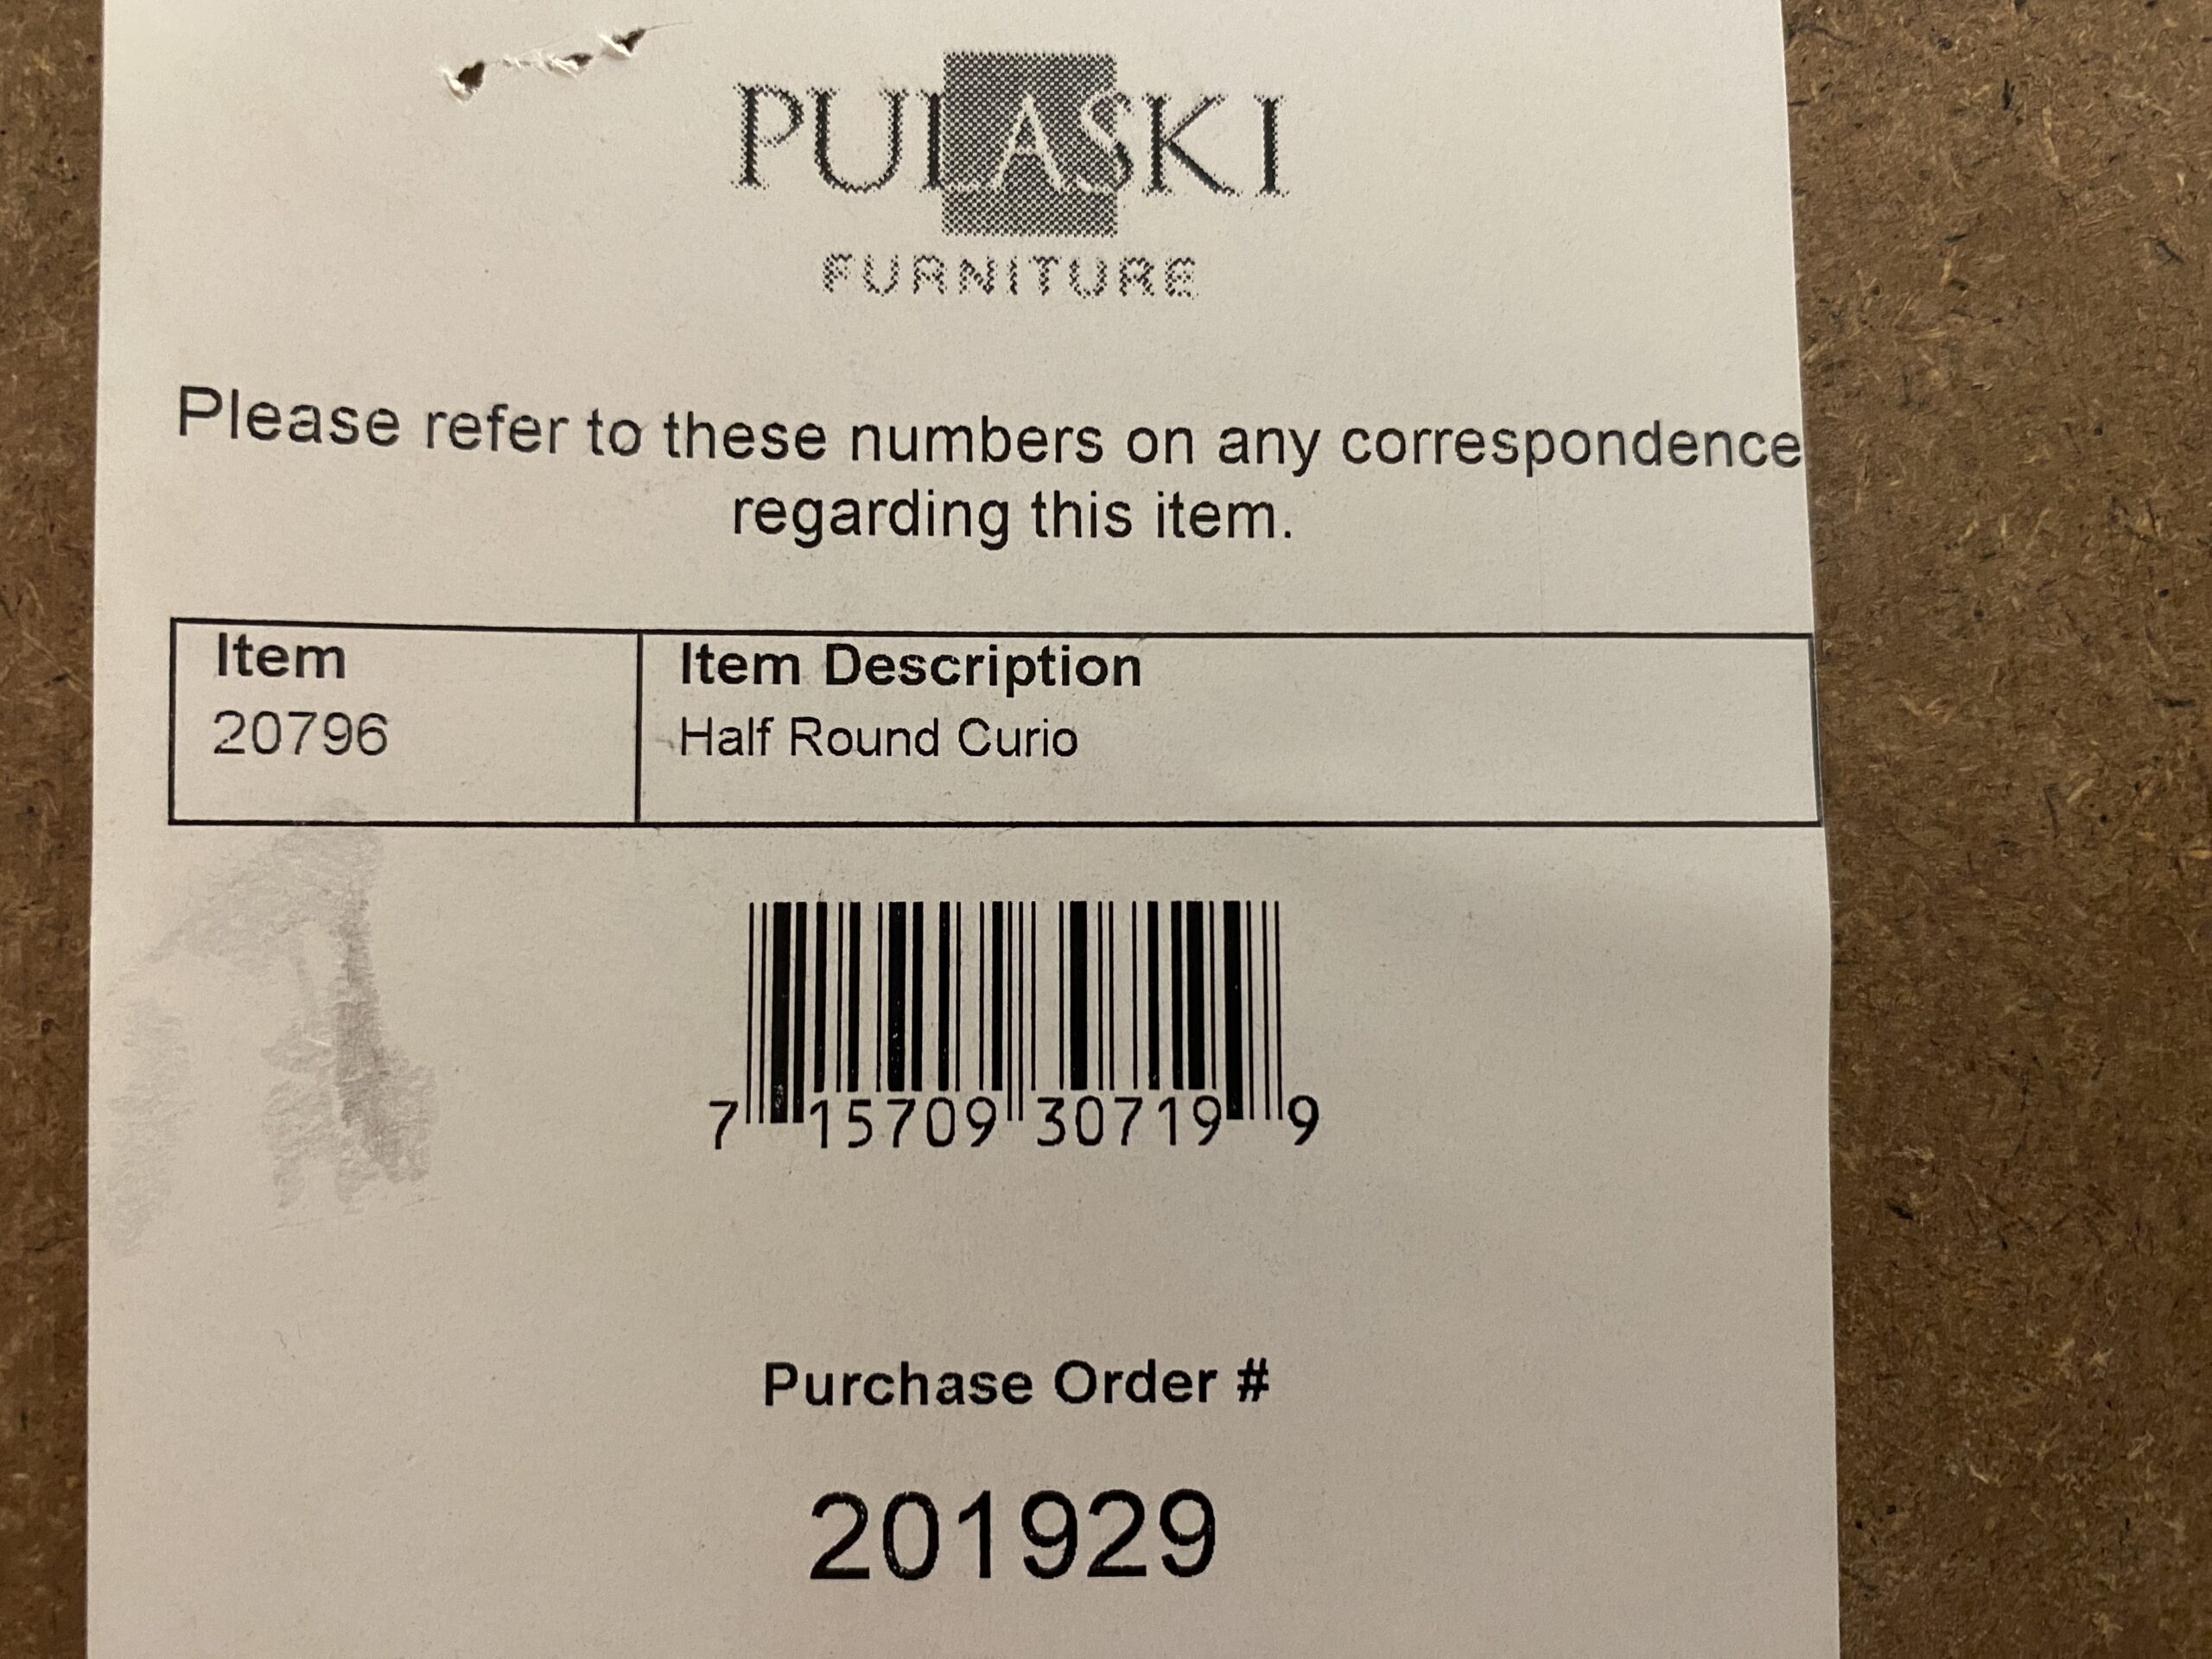 PULASKI
FURNITURE
Please refer to these numbers on any correspondence
regarding this item.
Item Item Description
20796 Half Round Curio
7 15709 30719 9
Purchase Order #
201929